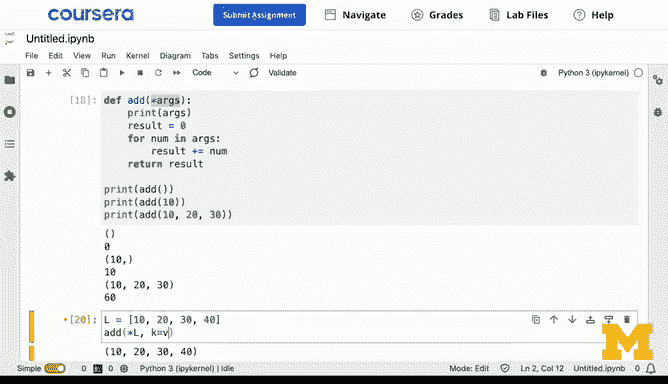 coursera
Submit Assignment
Navigate
Grades
Lab Files
Help
Untitled.ipynb
File Edit View Run Kernel Diagram Tabs Settings Help
Code
Validate
Python 3 (ipykernel)
[18]:
def add(*args):
    print(args)
    result = 0
    for num in args:
        result += num
    return result
print(add())
print(add(10))
print(add(10, 20, 30))
()
0
(10,)
10
(10, 20, 30)
60
[20]:
L = [10, 20, 30, 40]
add(*L, k=v)
(10, 20, 30, 40)
M
Simple 0 0 Python 3 (ipykernel) | Idle Mode: Edit Ln 2, Col 12 Untitled.ipynb 0